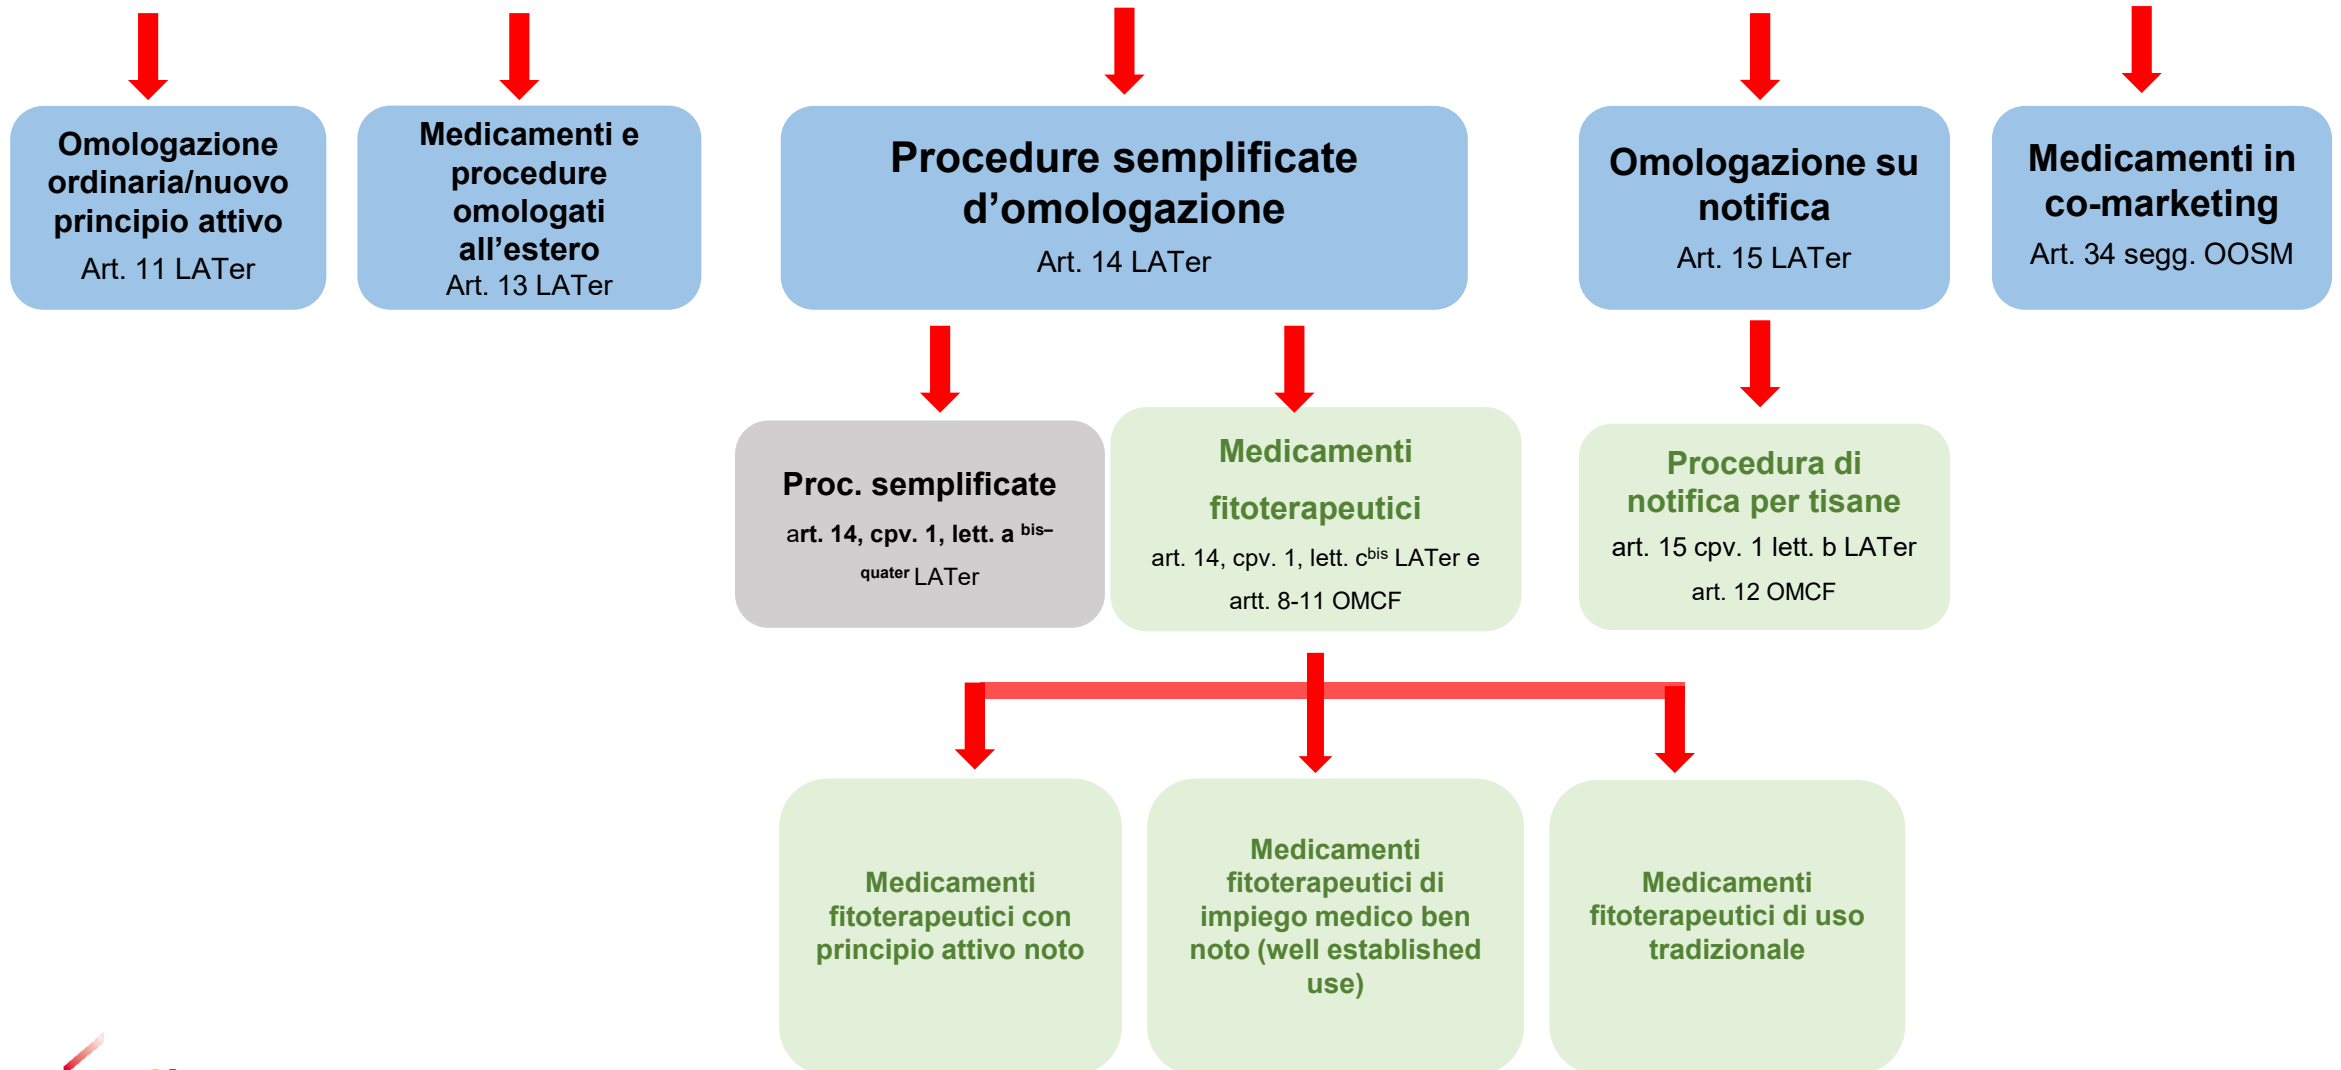 Omologazione
ordinaria/nuovo
principio attivo
Art. 11 LATer
Medicamenti e
procedure
omologati
all’estero
Art. 13 LATer
Procedure semplificate
d’omologazione
Art. 14 LATer
Omologazione su
notifica
Art. 15 LATer
Medicamenti in
co-marketing
Art. 34 segg. OOSM
Proc. semplificate
art. 14, cpv. 1, lett. a bis–
quater LATer
Medicamenti
fitoterapeutici
art. 14, cpv. 1, lett. cbis LATer e
artt. 8-11 OMCF
Procedura di
notifica per tisane
art. 15 cpv. 1 lett. b LATer
art. 12 OMCF
Medicamenti
fitoterapeutici con
principio attivo noto
Medicamenti
fitoterapeutici di
impiego medico ben
noto (well established
use)
Medicamenti
fitoterapeutici di uso
tradizionale